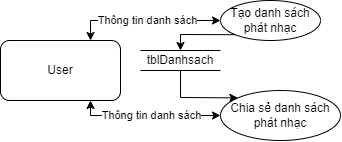 Thông tin danh sách
Tạo danh sách
phát nhạc
User
tblDanhsach
Thông tin danh sách
Chia sẻ danh sách
phát nhạc